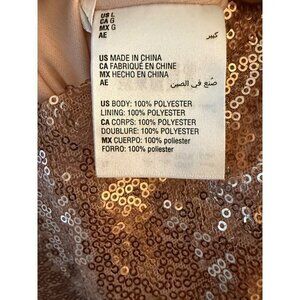 US L
CA G
MX G
AE كبير
US MADE IN CHINA
CA FABRIQUÉ EN CHINE
MX HECHO EN CHINA
AE صنع في الصين
US BODY: 100% POLYESTER
LINING: 100% POLYESTER
CA CORPS: 100% POLYESTER
DOUBLURE: 100% POLYESTER
MX CUERPO: 100% poliester
FORRO: 100% poliester